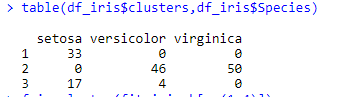 > table(df_iris$clusters,df_iris$Species)
setosa versicolor virginica
1 33 0 0
2 0 46 50
3 17 4 0